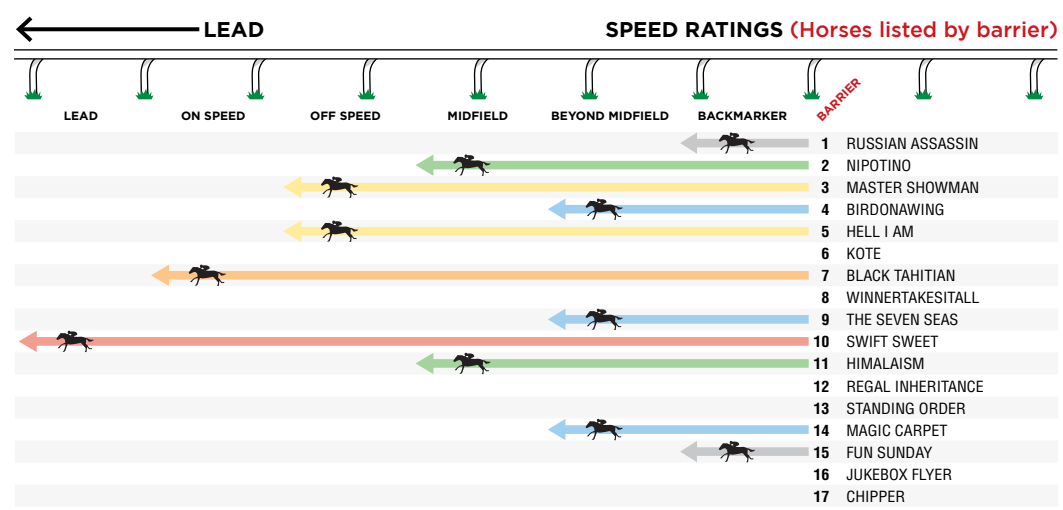 LEAD
SPEED RATINGS (Horses listed by barrier)
LEAD ON SPEED OFF SPEED MIDFIELD BEYOND MIDFIELD BACKMARKER BARRIER
1 RUSSIAN ASSASSIN
2 NIPOTINO
3 MASTER SHOWMAN
4 BIRDONAWING
5 HELL I AM
6 KOTE
7 BLACK TAHITIAN
8 WINNERTAKESITALL
9 THE SEVEN SEAS
10 SWIFT SWEET
11 HIMALAISM
12 REGAL INHERITANCE
13 STANDING ORDER
14 MAGIC CARPET
15 FUN SUNDAY
16 JUKEBOX FLYER
17 CHIPPER